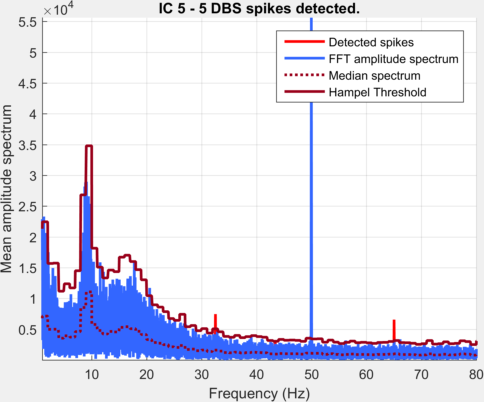 IC 5 - 5 DBS spikes detected.
×10⁴
5.5
5
4.5
4
3.5
3
2.5
2
1.5
1
0.5
Mean amplitude spectrum
Detected spikes
FFT amplitude spectrum
Median spectrum
Hampel Threshold
10 20 30 40 50 60 70 80
Frequency (Hz)